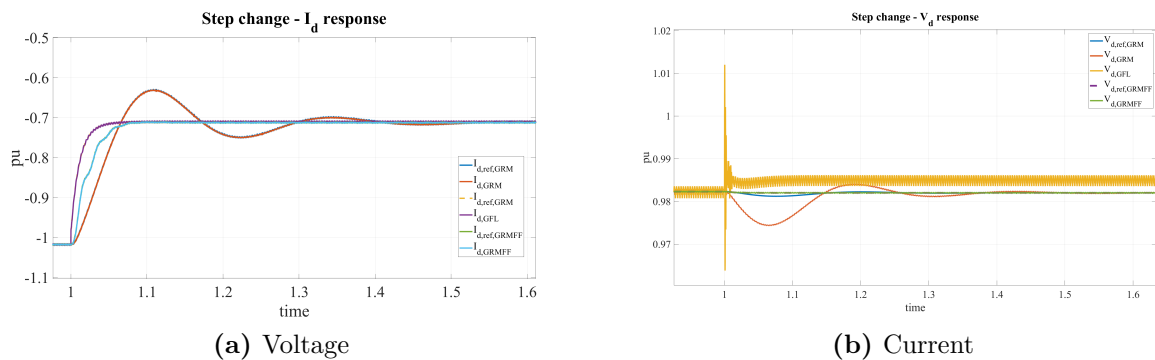 Step change - I_d response
-0.5
-0.6
-0.7
-0.8
-0.9
-1
-1.1
pu
1
1.1
1.2
1.3
1.4
1.5
1.6
time
I_d,ref,GRM
I_d,GRM
I_d,ref,GRM
I_d,GFL
I_d,ref,GRMFF
I_d,GRMFF
(a) Voltage
Step change - V_d response
1.02
1.01
1
0.99
0.98
0.97
pu
1
1.1
1.2
1.3
1.4
1.5
1.6
time
V_d,ref,GRM
V_d,GRM
V_d,GFL
V_d,ref,GRMFF
V_d,GRMFF
(b) Current